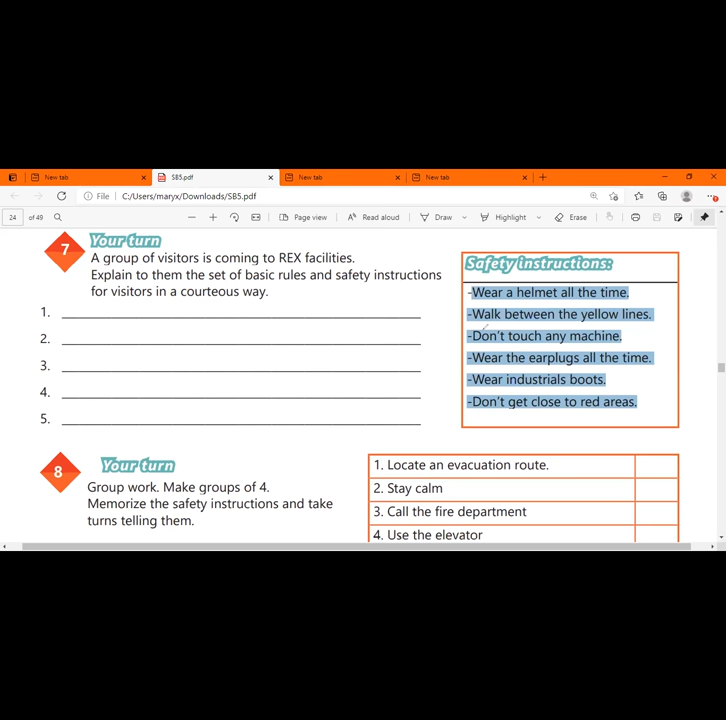 New tab
SB5.pdf
New tab
New tab
File
C:/Users/maryx/Downloads/SB5.pdf
24
of 49
Page view
Read aloud
Draw
Highlight
Erase
7
Your turn
A group of visitors is coming to REX facilities.
Explain to them the set of basic rules and safety instructions
for visitors in a courteous way.
1.
2.
3.
4.
5.
Safety instructions:
-Wear a helmet all the time.
-Walk between the yellow lines.
-Don't touch any machine.
-Wear the earplugs all the time.
-Wear industrials boots.
-Don't get close to red areas.
8
Your turn
Group work. Make groups of 4.
Memorize the safety instructions and take
turns telling them.
1. Locate an evacuation route.
2. Stay calm
3. Call the fire department
4. Use the elevator